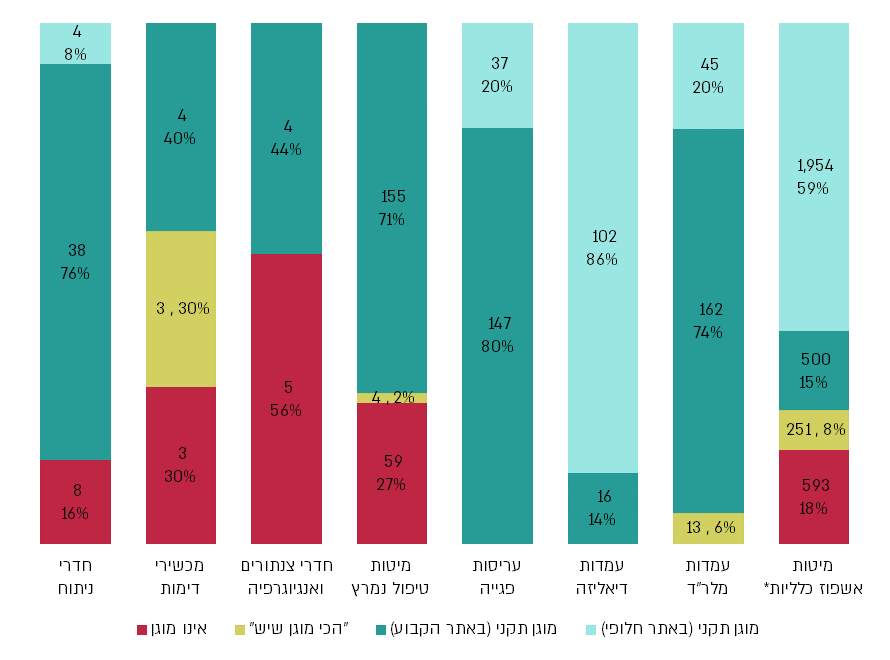 4
8%
38
76%
8
16%
4
40%
3 , 30%
3
30%
4
44%
5
56%
155
71%
4 , 2%
59
27%
37
20%
147
80%
102
86%
16
14%
45
20%
162
74%
13 , 6%
1,954
59%
500
15%
251 , 8%
593
18%
חדרי
ניתוח
מכשירי
דימות
חדרי צנתורים
ואנגיוגרפיה
מיטות
טיפול נמרץ
עריסות
פגייה
עמדות
דיאליזה
עמדות
מלר"ד
מיטות
אשפוז כלליות*
מוגן תקני (באתר חלופי)
מוגן תקני (באתר הקבוע)
"הכי מוגן שיש"
אינו מוגן